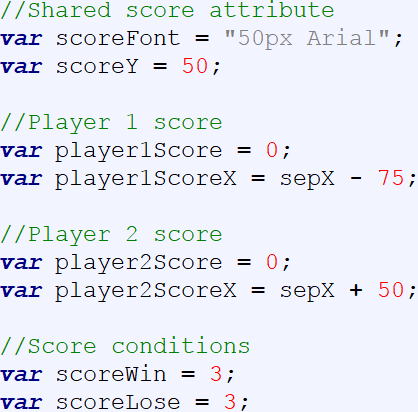 //Shared score attribute
var scoreFont = "50px Arial";
var scoreY = 50;
//Player 1 score
var player1Score = 0;
var player1ScoreX = sepX - 75;
//Player 2 score
var player2Score = 0;
var player2ScoreX = sepX + 50;
//Score conditions
var scoreWin = 3;
var scoreLose = 3;